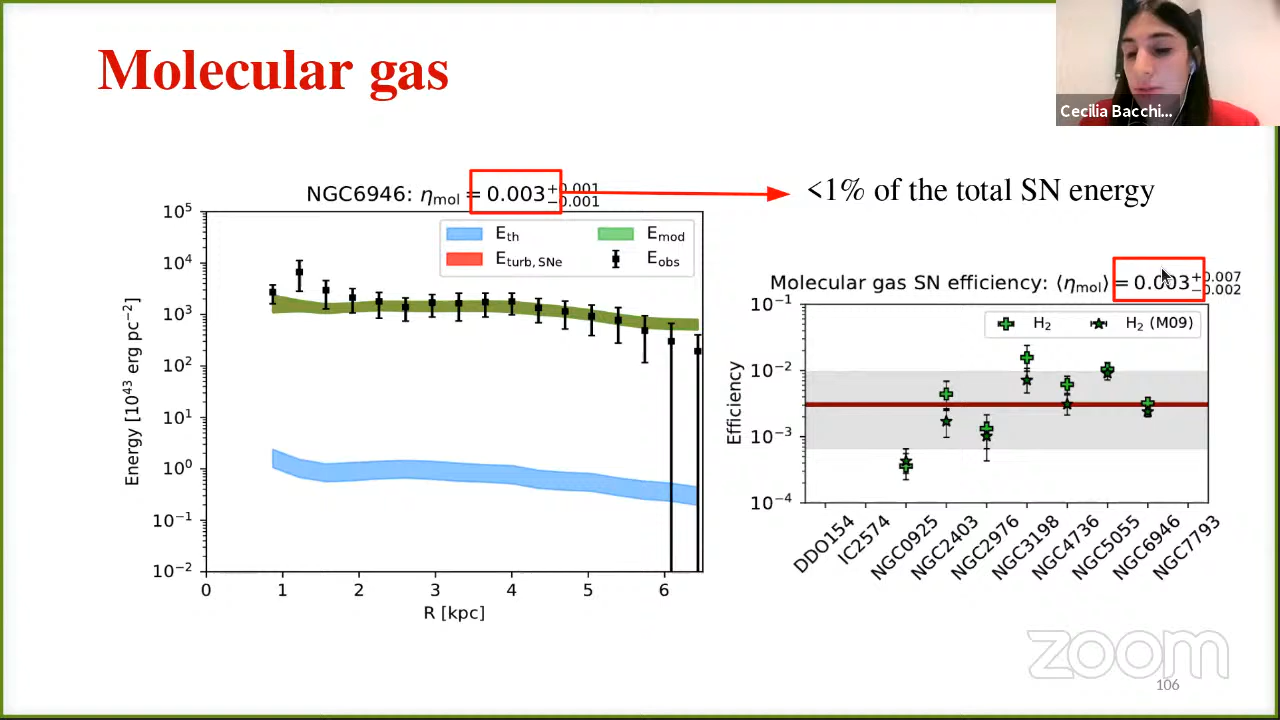 Molecular gas
Cecilia Bacchi...
NGC6946: η_mol = 0.003 +0.001 −0.001
<1% of the total SN energy
10^5
10^4
10^3
10^2
10^1
10^0
10^−1
10^−2
Energy [10^43 erg pc^−2]
E_th
E_turb, SNe
E_mod
E_obs
0 1 2 3 4 5 6
R [kpc]
Molecular gas SN efficiency: ⟨η_mol⟩ = 0.003 +0.007 −0.002
10^−1
10^−2
10^−3
10^−4
Efficiency
H_2
H_2 (M09)
DDO154
IC2574
NGC0925
NGC2403
NGC2976
NGC3198
NGC4736
NGC5055
NGC6946
NGC7793
zoom
106